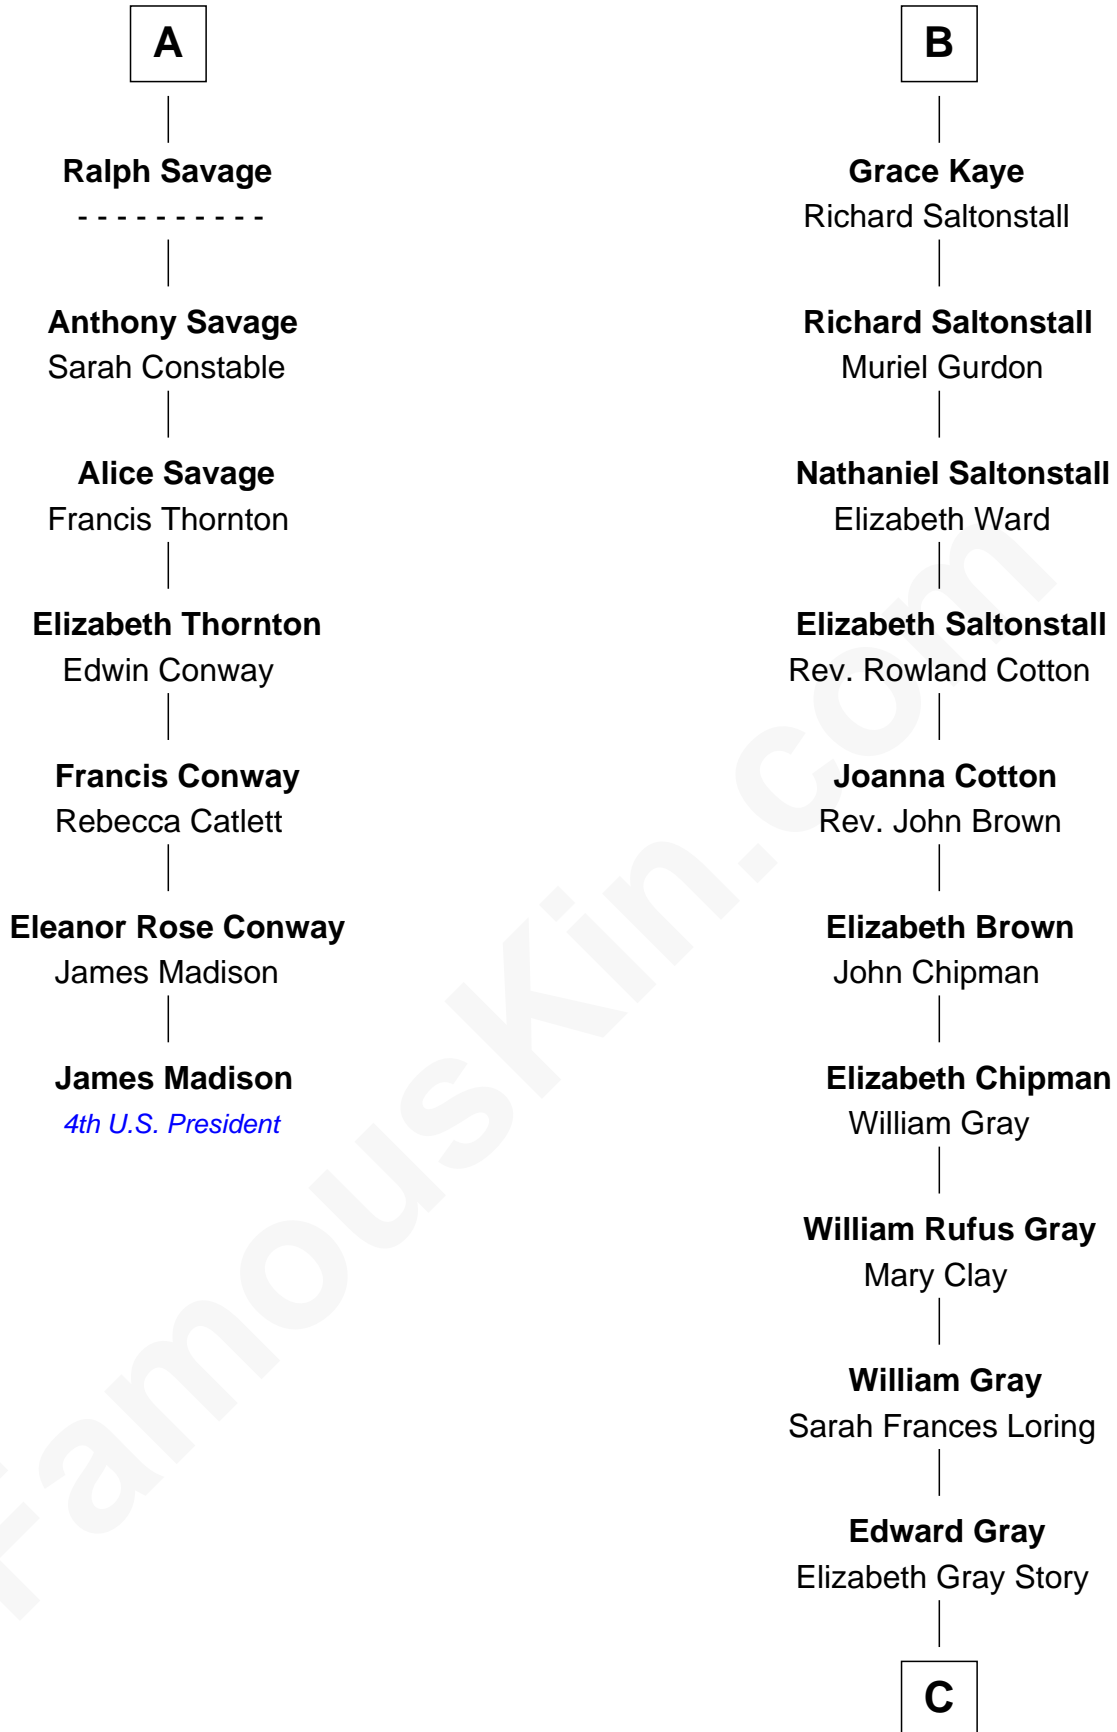 A
Ralph Savage
- - - - - - - - - -
Anthony Savage
Sarah Constable
Alice Savage
Francis Thornton
Elizabeth Thornton
Edwin Conway
Francis Conway
Rebecca Catlett
Eleanor Rose Conway
James Madison
James Madison
4th U.S. President
B
Grace Kaye
Richard Saltonstall
Richard Saltonstall
Muriel Gurdon
Nathaniel Saltonstall
Elizabeth Ward
Elizabeth Saltonstall
Rev. Rowland Cotton
Joanna Cotton
Rev. John Brown
Elizabeth Brown
John Chipman
Elizabeth Chipman
William Gray
William Rufus Gray
Mary Clay
William Gray
Sarah Frances Loring
Edward Gray
Elizabeth Gray Story
C
FamousKin.com